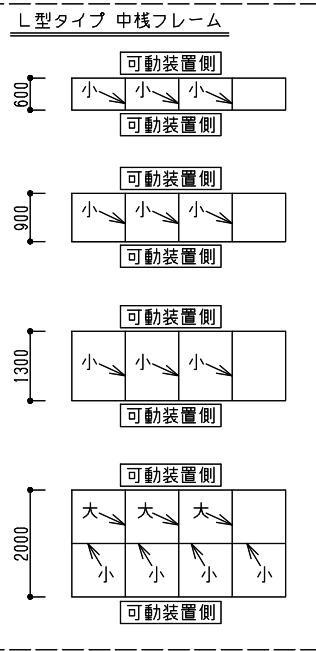 L型タイプ 中桟フレーム
可動装置側
600
小 小 小
可動装置側
可動装置側
900
小 小 小
可動装置側
可動装置側
1300
小 小 小
可動装置側
可動装置側
2000
大 大 大
小 小 小 小
可動装置側